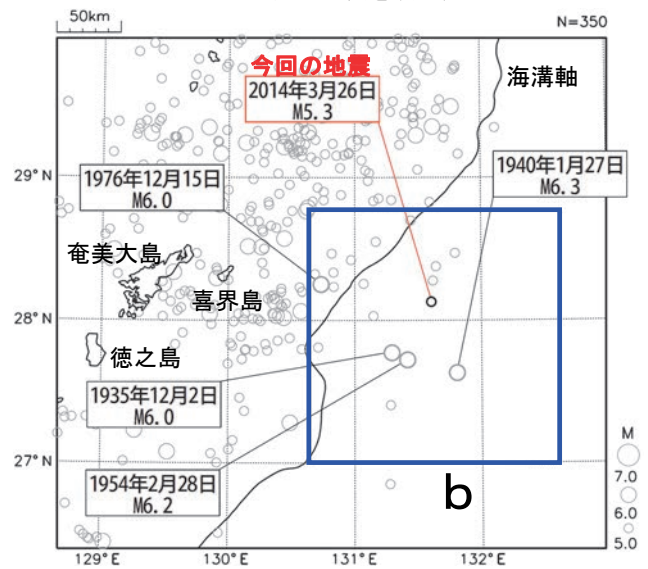 50km
N=350
今回の地震
2014年3月26日
M5.3
海溝軸
1940年1月27日
M6.3
29°N
1976年12月15日
M6.0
奄美大島
喜界島
28°N
徳之島
1935年12月2日
M6.0
27°N
1954年2月28日
M6.2
b
M
7.0
6.0
5.0
129°E
130°E
131°E
132°E